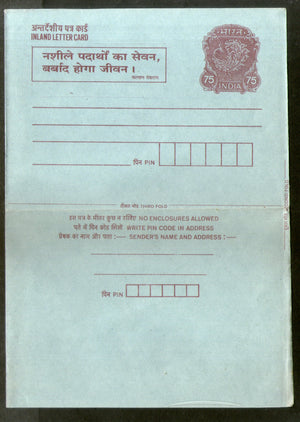 अन्तर्देशीय पत्र कार्ड
INLAND LETTER CARD
नशीले पदार्थों का सेवन,
बर्बाद होगा जीवन।
भारत
75 75
INDIA
पिन PIN
तीसरा मोड़ THIRD FOLD
इस पत्र के भीतर कुछ न रखिए NO ENCLOSURES ALLOWED
पते में पिन कोड लिखें WRITE PIN CODE IN ADDRESS
प्रेषक का नाम और पता :— SENDER'S NAME AND ADDRESS :—
पिन PIN